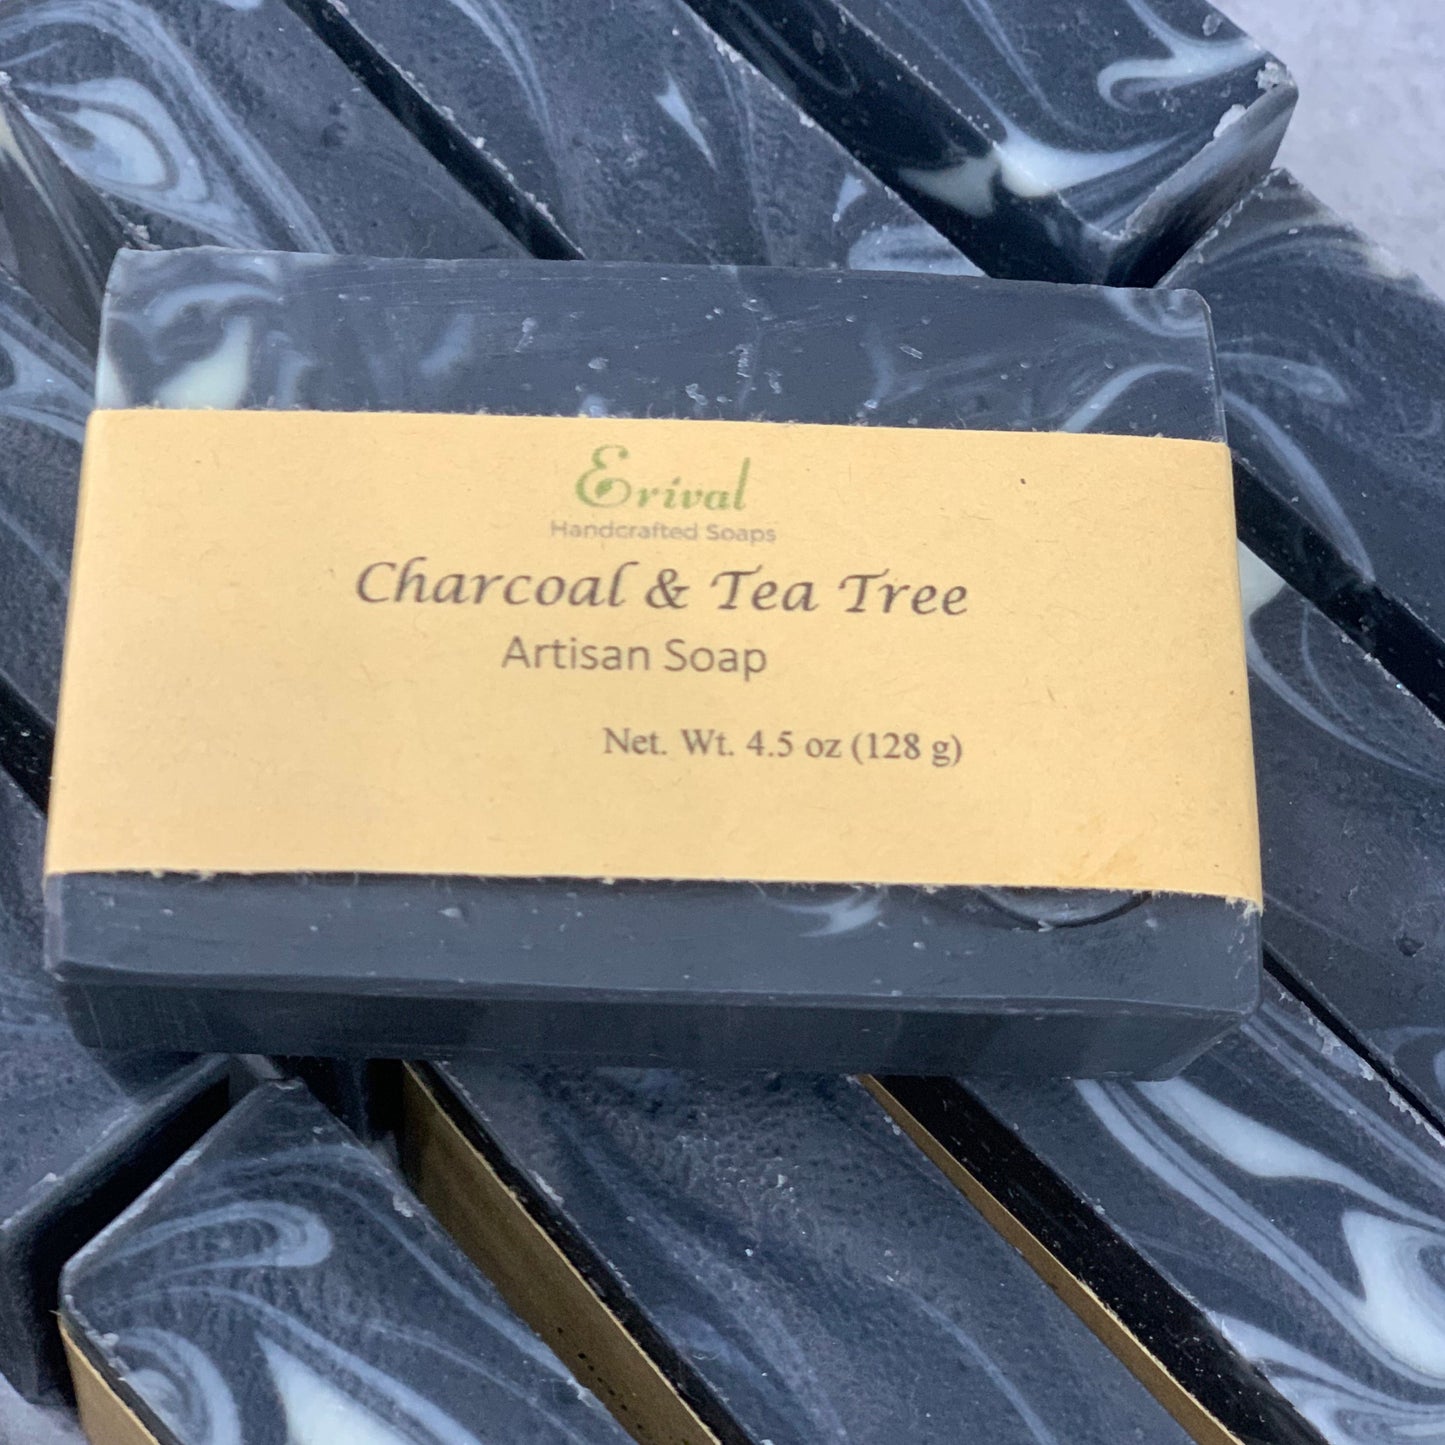 Erival
Handcrafted Soaps
Charcoal & Tea Tree
Artisan Soap
Net. Wt. 4.5 oz (128 g)